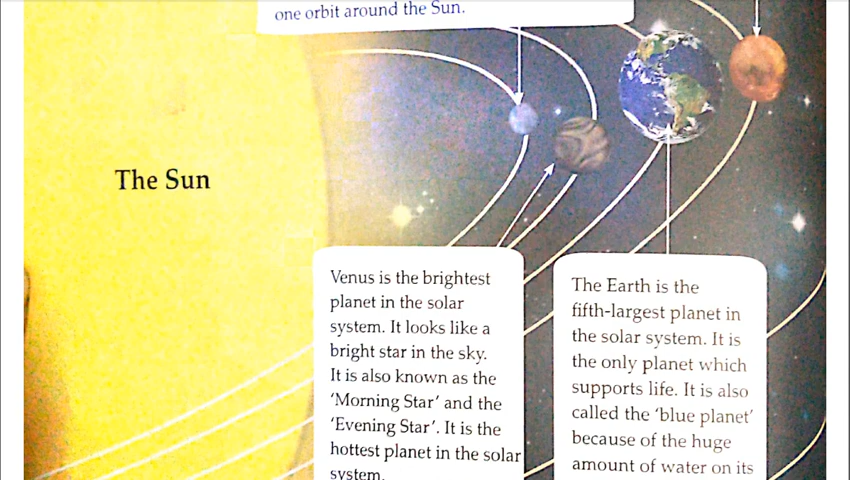 one orbit around the Sun.
The Sun
Venus is the brightest
planet in the solar
system. It looks like a
bright star in the sky.
It is also known as the
‘Morning Star’ and the
‘Evening Star’. It is the
hottest planet in the solar
system.
The Earth is the
fifth-largest planet in
the solar system. It is
the only planet which
supports life. It is also
called the ‘blue planet’
because of the huge
amount of water on its